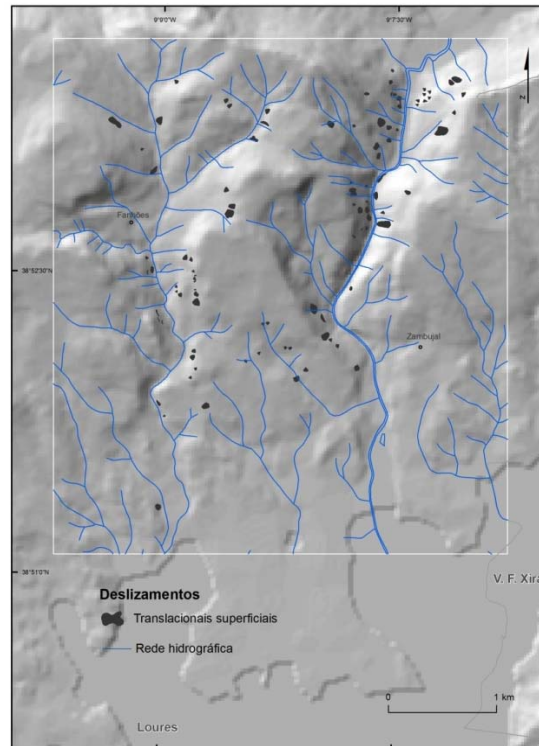 9°9'0"W
9°7'30"W
N
Fanhões
38°52'30"N
Zambujal
38°51'0"N
V. F. Xira
Deslizamentos
Translacionais superficiais
Rede hidrográfica
0
1 km
Loures